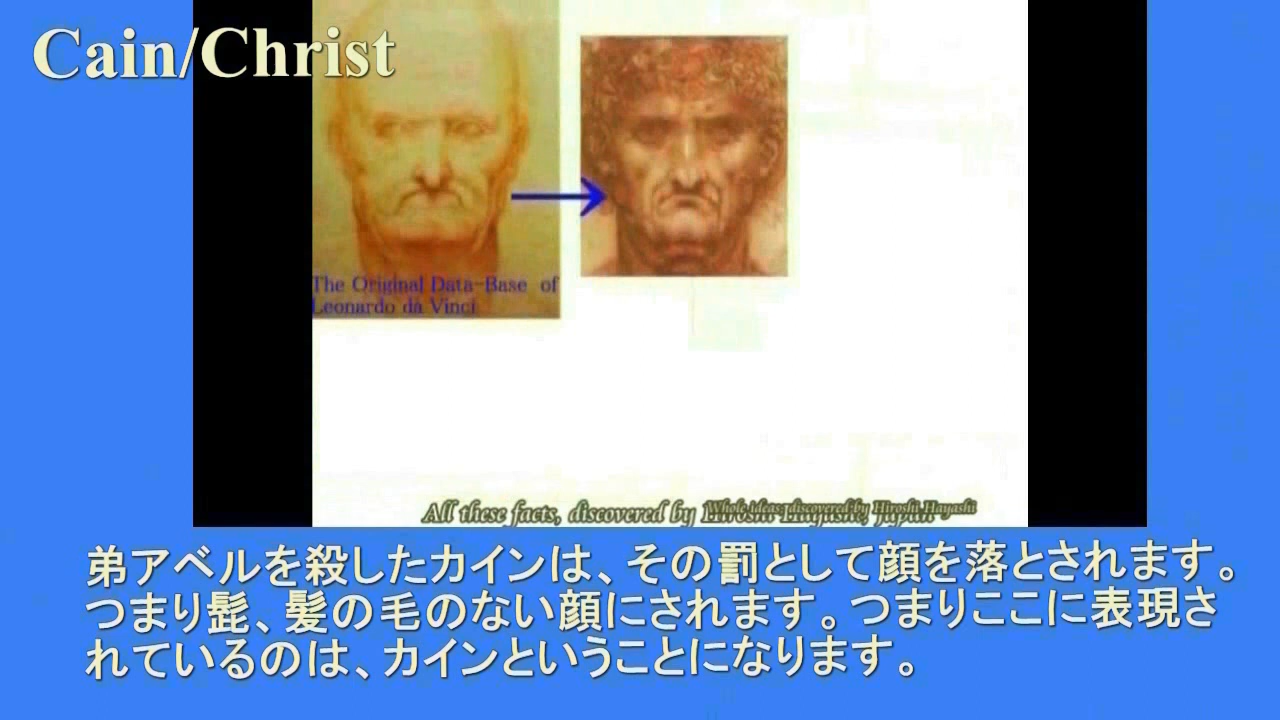 Cain/Christ
The Original Data-Base of
Leonardo da Vinci
All these facts, discovered by
Whole ideas discovered by Hiroshi Hayashi
弟アベルを殺したカインは、その罰として顔を落とされます。
つまり髭、髪の毛のない顔にされます。つまりここに表現さ
れているのは、カインということになります。